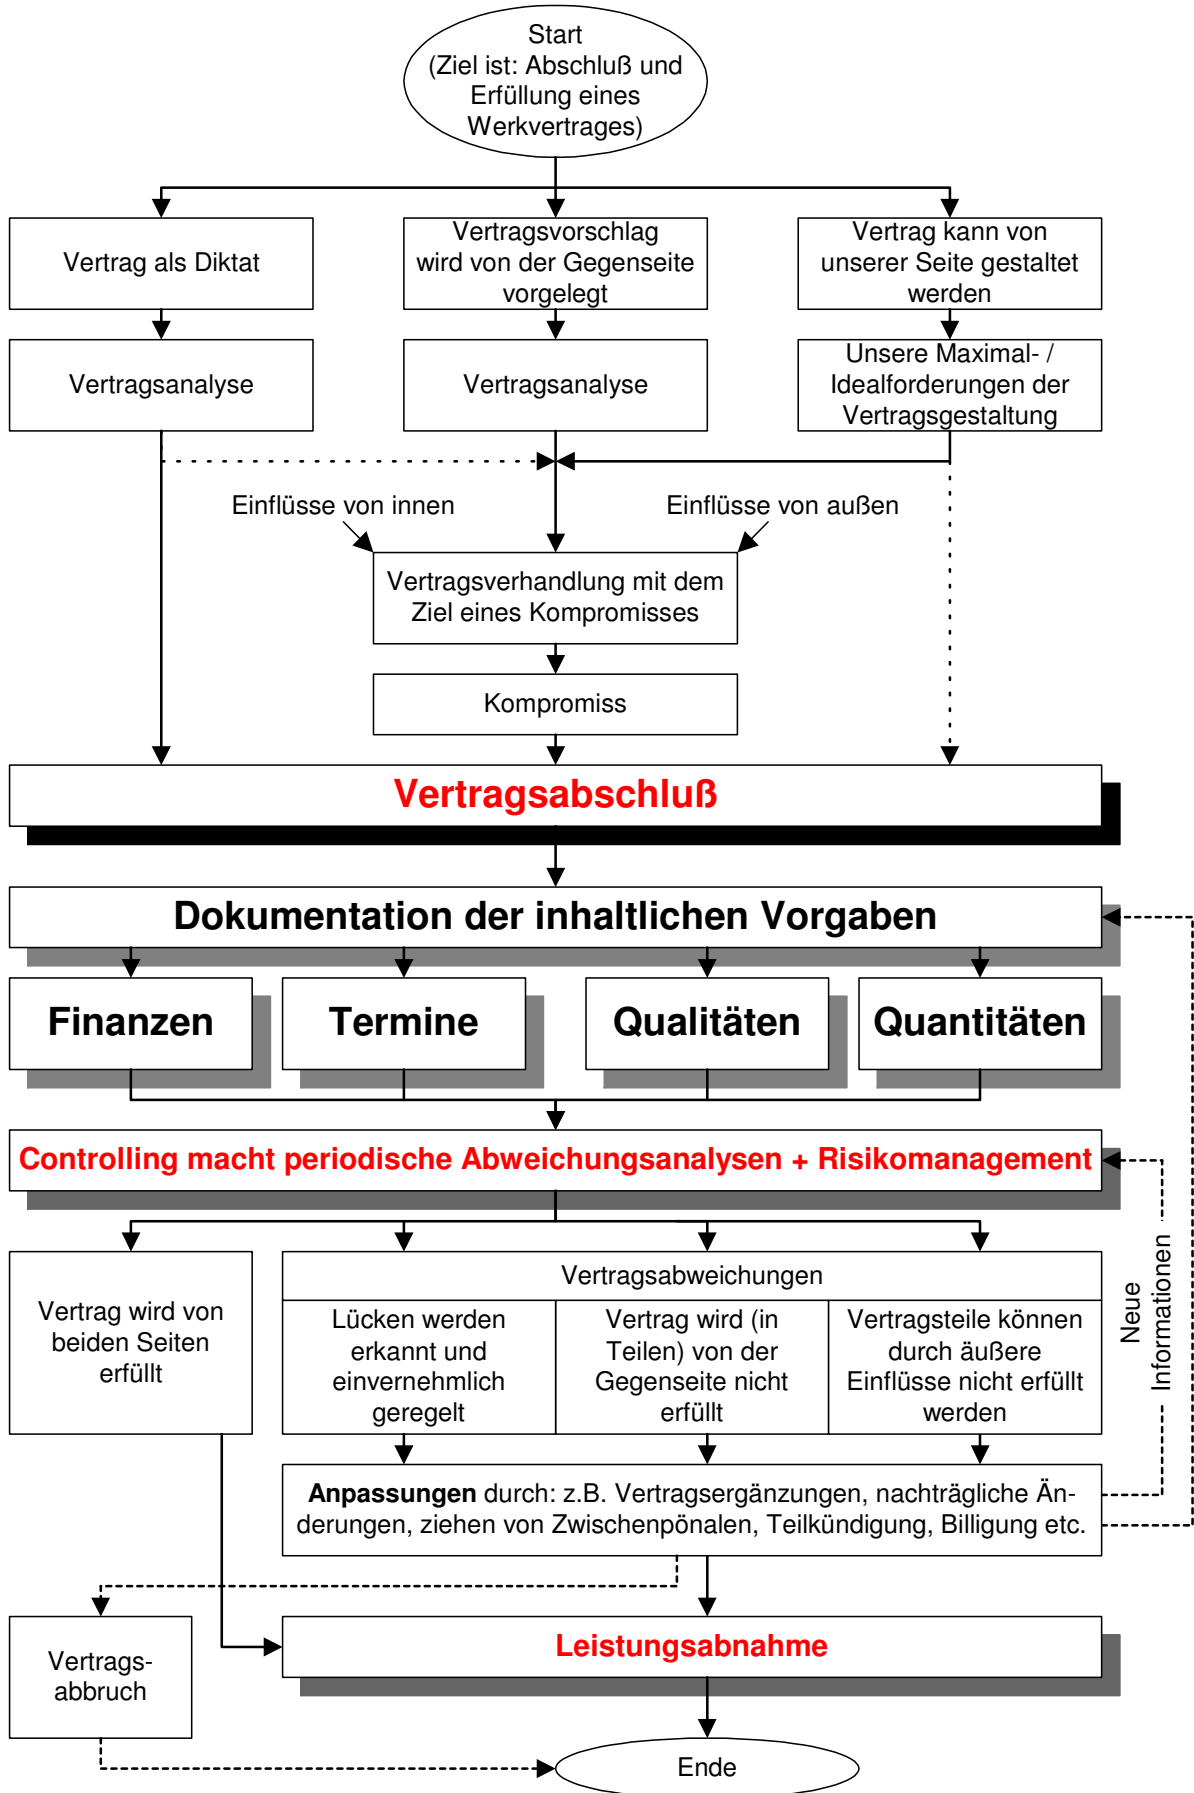 Start
(Ziel ist: Abschluß und
Erfüllung eines
Werkvertrages)
Vertrag als Diktat
Vertragsvorschlag
wird von der Gegenseite
vorgelegt
Vertrag kann von
unserer Seite gestaltet
werden
Vertragsanalyse
Vertragsanalyse
Unsere Maximal- /
Idealforderungen der
Vertragsgestaltung
Einflüsse von innen
Einflüsse von außen
Vertragsverhandlung mit dem
Ziel eines Kompromisses
Kompromiss
Vertragsabschluß
Dokumentation der inhaltlichen Vorgaben
Finanzen
Termine
Qualitäten
Quantitäten
Controlling macht periodische Abweichungsanalysen + Risikomanagement
Vertrag wird von
beiden Seiten
erfüllt
Vertragsabweichungen
Lücken werden
erkannt und
einvernehmlich
geregelt
Vertrag wird (in
Teilen) von der
Gegenseite nicht
erfüllt
Vertragsteile können
durch äußere
Einflüsse nicht erfüllt
werden
Neue
Informationen
Anpassungen durch: z.B. Vertragsergänzungen, nachträgliche Än-
derungen, ziehen von Zwischenpönalen, Teilkündigung, Billigung etc.
Vertrags-
abbruch
Leistungsabnahme
Ende